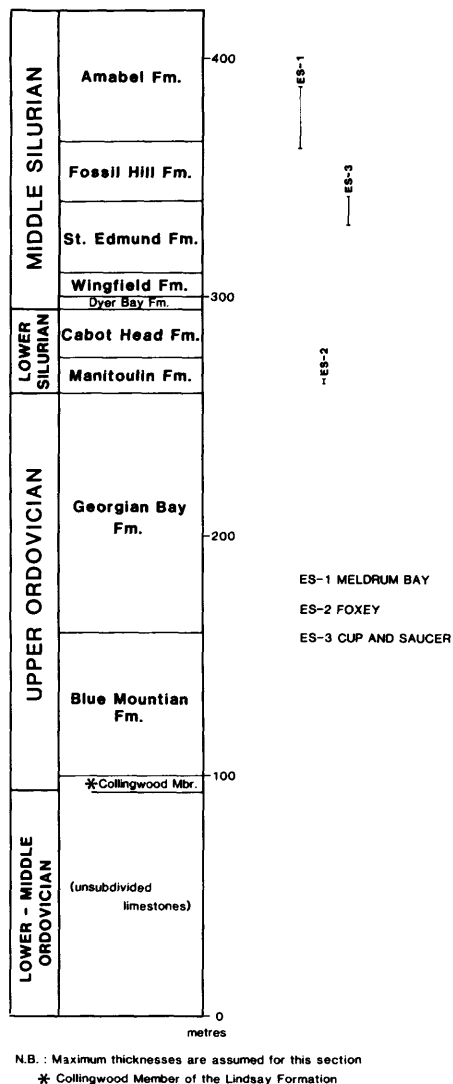 MIDDLE SILURIAN
LOWER
SILURIAN
UPPER ORDOVICIAN
LOWER - MIDDLE
ORDOVICIAN
Amabel Fm.
Fossil Hill Fm.
St. Edmund Fm.
Wingfield Fm.
Dyer Bay Fm.
Cabot Head Fm.
Manitoulin Fm.
Georgian Bay
Fm.
Blue Mountian
Fm.
*Collingwood Mbr.
(unsubdivided
limestones)
400
300
200
100
0
metres
ES-1
ES-3
ES-2
ES-1 MELDRUM BAY
ES-2 FOXEY
ES-3 CUP AND SAUCER
N.B. : Maximum thicknesses are assumed for this section
* Collingwood Member of the Lindsay Formation